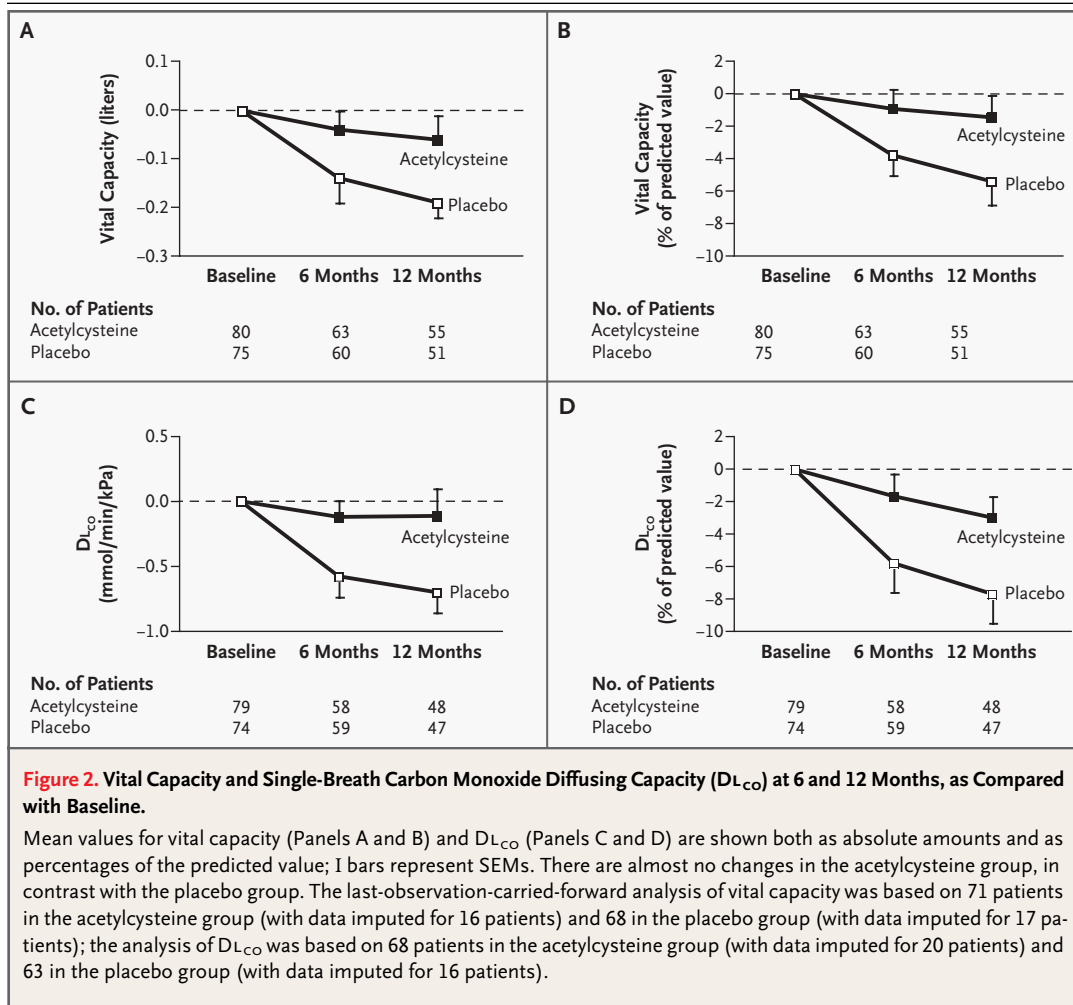 A
0.1
0.0
–0.1
–0.2
–0.3
Vital Capacity (liters)
Acetylcysteine
Placebo
Baseline 6 Months 12 Months
No. of Patients
Acetylcysteine 80 63 55
Placebo 75 60 51
B
2
0
–2
–4
–6
–8
–10
Vital Capacity
(% of predicted value)
Acetylcysteine
Placebo
Baseline 6 Months 12 Months
No. of Patients
Acetylcysteine 80 63 55
Placebo 75 60 51
C
0.5
0.0
–0.5
–1.0
DLCO
(mmol/min/kPa)
Acetylcysteine
Placebo
Baseline 6 Months 12 Months
No. of Patients
Acetylcysteine 79 58 48
Placebo 74 59 47
D
2
0
–2
–4
–6
–8
–10
DLCO
(% of predicted value)
Acetylcysteine
Placebo
Baseline 6 Months 12 Months
No. of Patients
Acetylcysteine 79 58 48
Placebo 74 59 47
Figure 2. Vital Capacity and Single-Breath Carbon Monoxide Diffusing Capacity (DLCO) at 6 and 12 Months, as Compared
with Baseline.
Mean values for vital capacity (Panels A and B) and DLCO (Panels C and D) are shown both as absolute amounts and as
percentages of the predicted value; I bars represent SEMs. There are almost no changes in the acetylcysteine group, in
contrast with the placebo group. The last-observation-carried-forward analysis of vital capacity was based on 71 patients
in the acetylcysteine group (with data imputed for 16 patients) and 68 in the placebo group (with data imputed for 17 pa-
tients); the analysis of DLCO was based on 68 patients in the acetylcysteine group (with data imputed for 20 patients) and
63 in the placebo group (with data imputed for 16 patients).